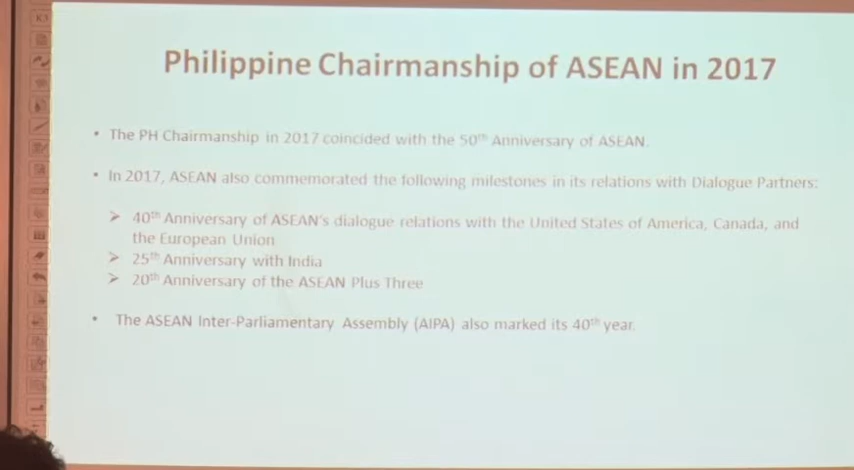 Philippine Chairmanship of ASEAN in 2017
• The PH Chairmanship in 2017 coincided with the 50th Anniversary of ASEAN.
• In 2017, ASEAN also commemorated the following milestones in its relations with Dialogue Partners:
➢ 40th Anniversary of ASEAN's dialogue relations with the United States of America, Canada, and
the European Union
➢ 25th Anniversary with India
➢ 20th Anniversary of the ASEAN Plus Three
• The ASEAN Inter-Parliamentary Assembly (AIPA) also marked its 40th year.